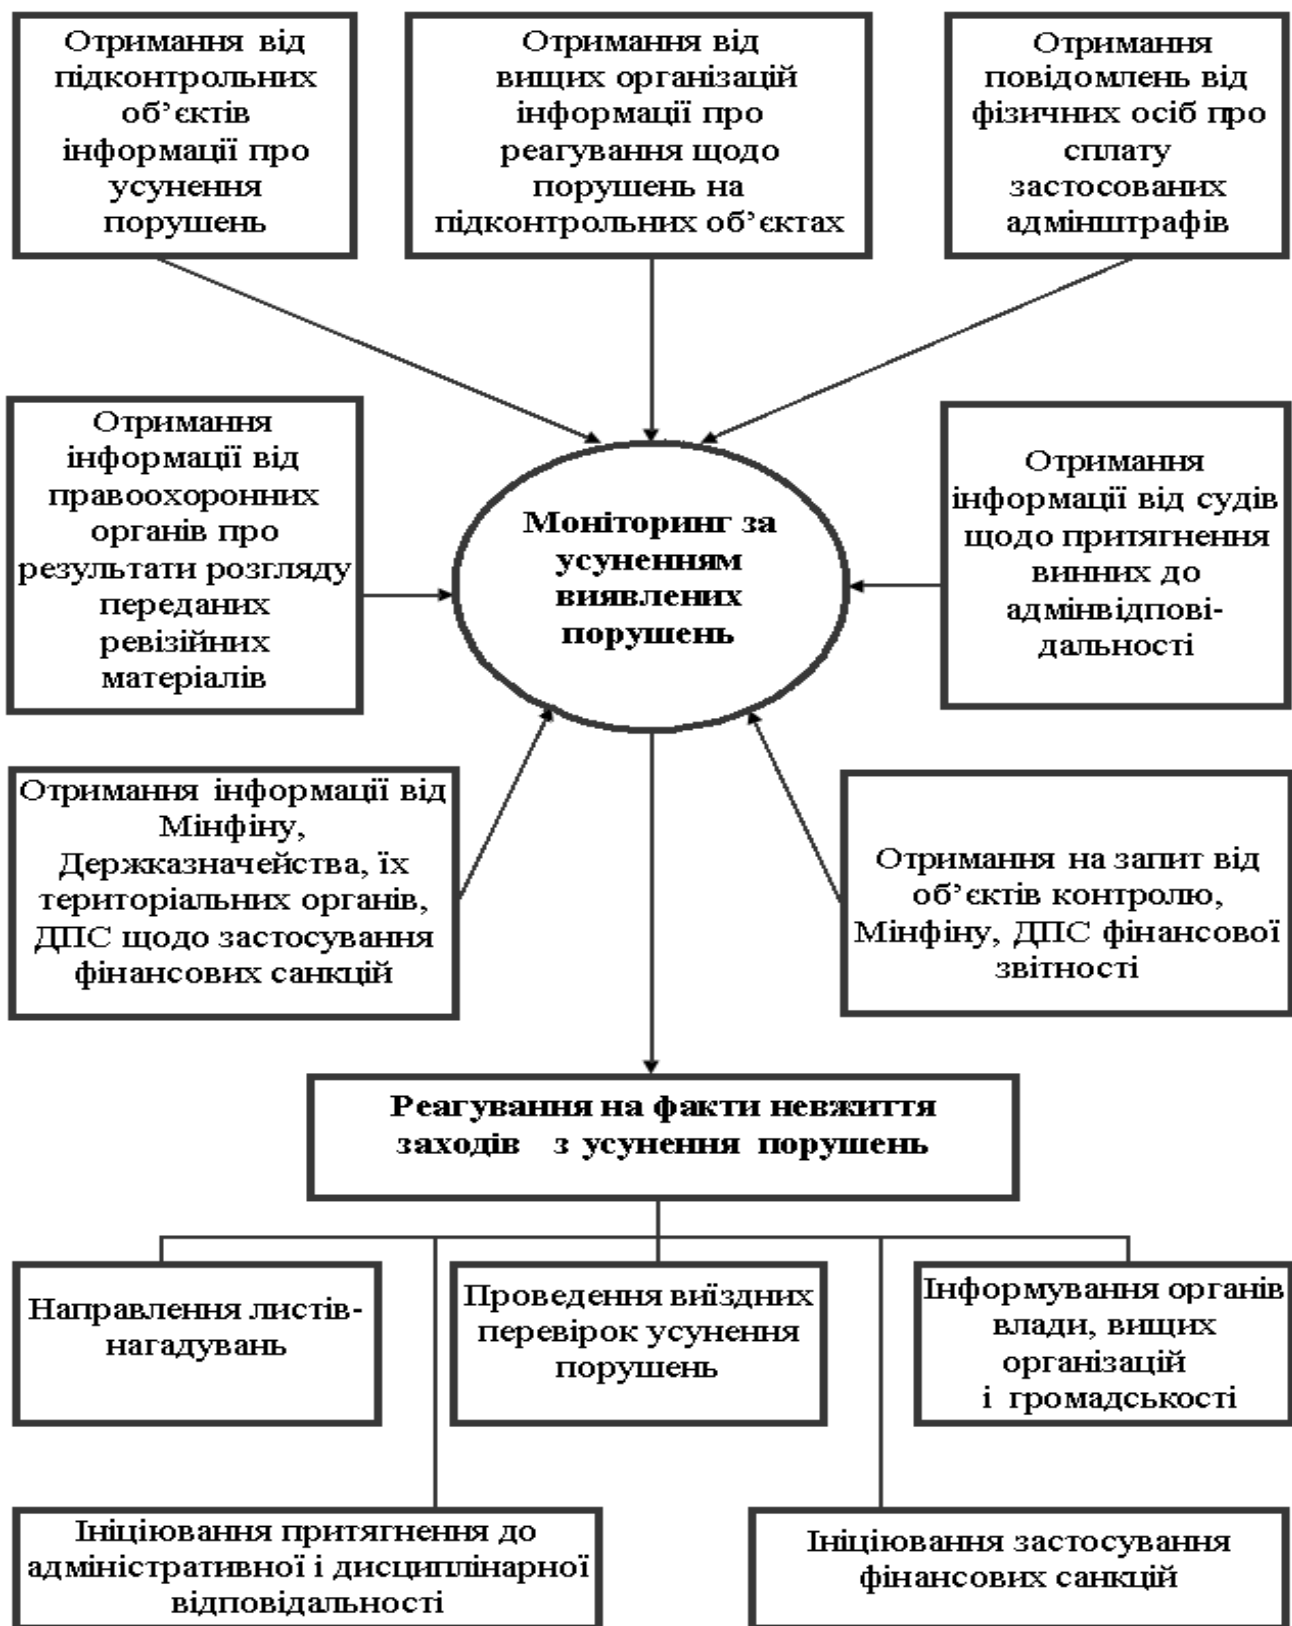 Отримання від
підконтрольних
об’єктів
інформації про
усунення
порушень
Отримання від
вищих організацій
інформації про
реагування щодо
порушень на
підконтрольних об’єктах
Отримання
повідомлень від
фізичних осіб про
сплату
застосованих
адмінштрафів
Отримання
інформації від
правоохоронних
органів про
результати розгляду
переданих
ревізійних
матеріалів
Моніторинг за
усуненням
виявлених
порушень
Отримання
інформації від судів
щодо притягнення
винних до
адмінвідпові-
дальності
Отримання інформації від
Мінфіну,
Держказначейства, їх
територіальних органів,
ДПС щодо застосування
фінансових санкцій
Отримання на запит від
об’єктів контролю,
Мінфіну, ДПС фінансової
звітності
Реагування на факти невжиття
заходів з усунення порушень
Направлення листів-
нагадувань
Проведення виїздних
перевірок усунення
порушень
Інформування органів
влади, вищих
організацій
і громадськості
Ініціювання притягнення до
адміністративної і дисциплінарної
відповідальності
Ініціювання застосування
фінансових санкцій